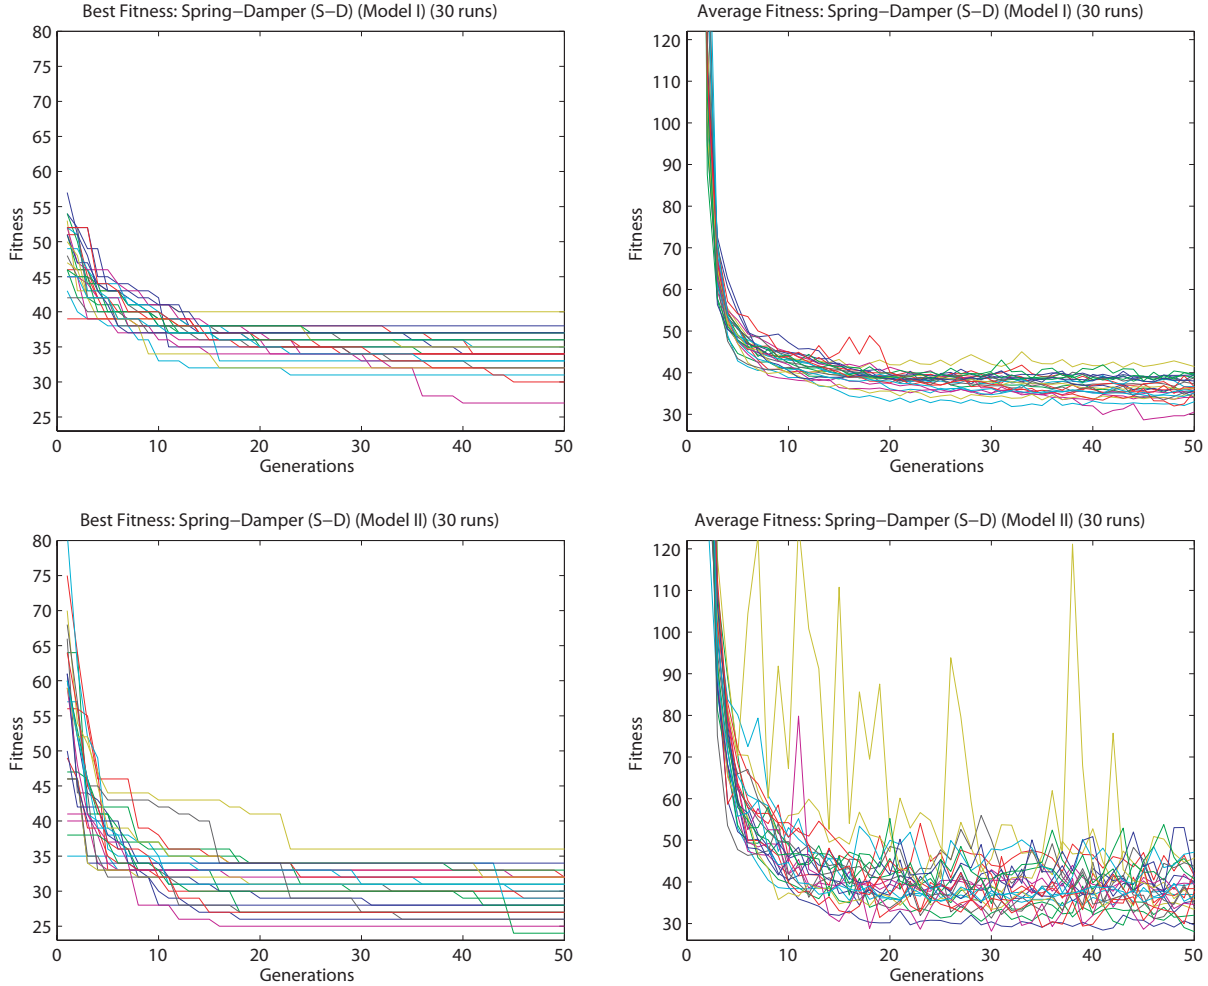 Best Fitness: Spring−Damper (S−D) (Model I) (30 runs)
80
75
70
65
60
55
50
45
40
35
30
25
Fitness
0 10 20 30 40 50
Generations
Average Fitness: Spring−Damper (S−D) (Model I) (30 runs)
120
110
100
90
80
70
60
50
40
30
Fitness
0 10 20 30 40 50
Generations
Best Fitness: Spring−Damper (S−D) (Model II) (30 runs)
80
75
70
65
60
55
50
45
40
35
30
25
Fitness
0 10 20 30 40 50
Generations
Average Fitness: Spring−Damper (S−D) (Model II) (30 runs)
120
110
100
90
80
70
60
50
40
30
Fitness
0 10 20 30 40 50
Generations